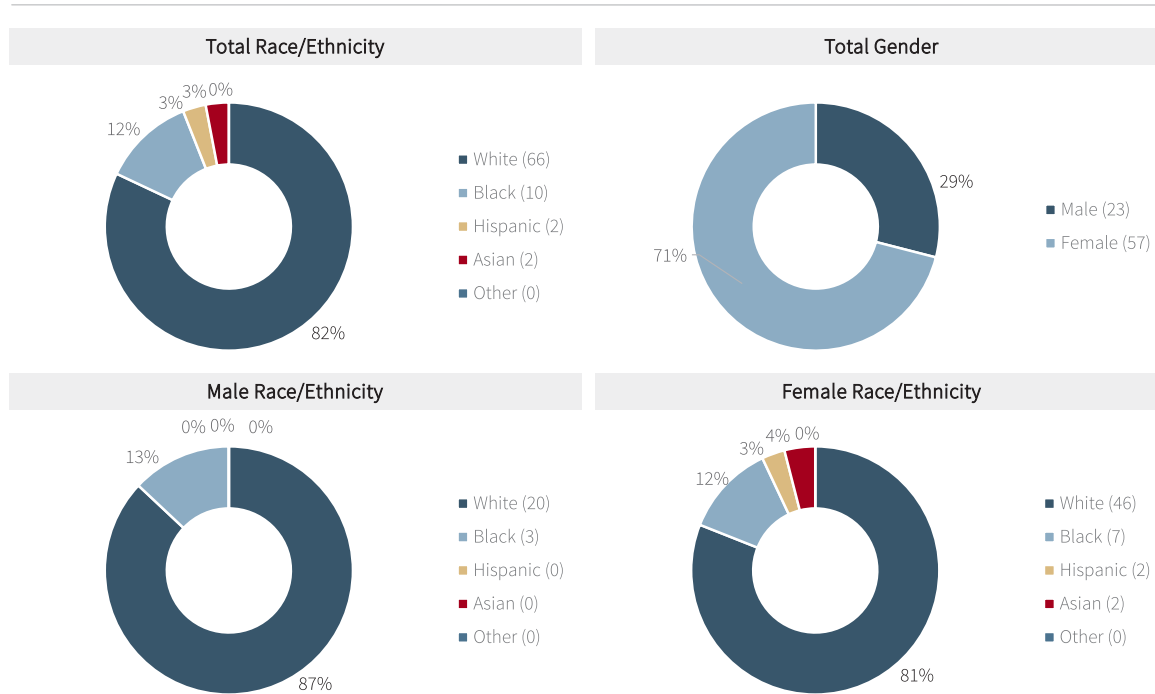 Total Race/Ethnicity
3% 0%
3%
12%
White (66)
Black (10)
Hispanic (2)
Asian (2)
Other (0)
82%
Total Gender
29%
71%
Male (23)
Female (57)
Male Race/Ethnicity
0% 0% 0%
13%
White (20)
Black (3)
Hispanic (0)
Asian (0)
Other (0)
87%
Female Race/Ethnicity
4% 0%
3%
12%
White (46)
Black (7)
Hispanic (2)
Asian (2)
Other (0)
81%